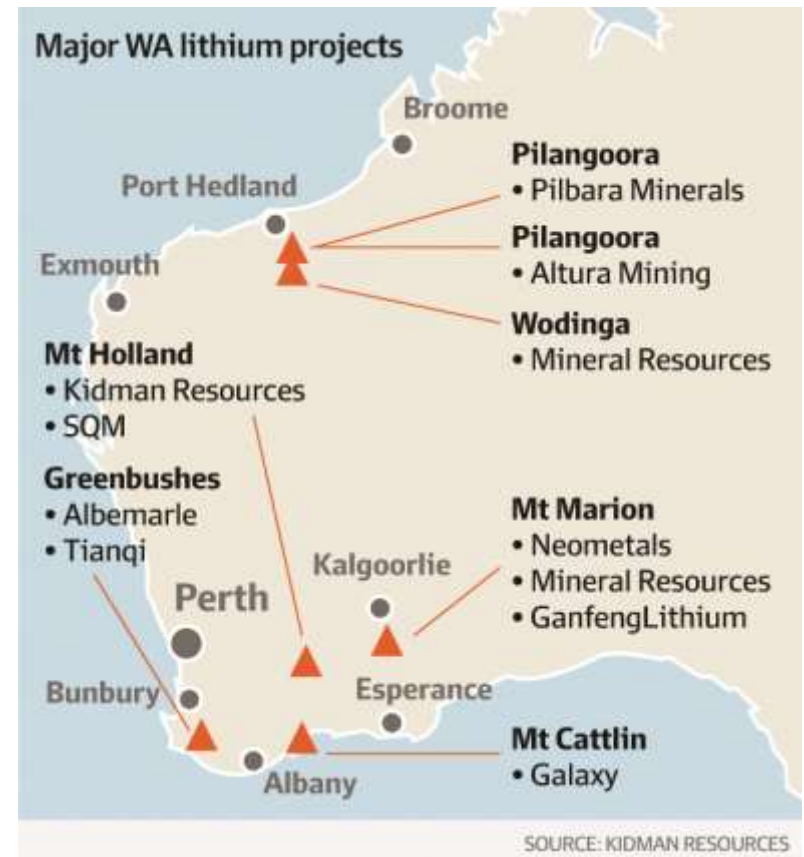 Major WA lithium projects
Broome
Port Hedland
Exmouth
Pilangoora
• Pilbara Minerals
Pilangoora
• Altura Mining
Wodinga
• Mineral Resources
Mt Holland
• Kidman Resources
• SQM
Greenbushes
• Albemarle
• Tianqi
Perth
Bunbury
Kalgoorlie
Esperance
Albany
Mt Marion
• Neometals
• Mineral Resources
• GanfengLithium
Mt Cattlin
• Galaxy
SOURCE: KIDMAN RESOURCES